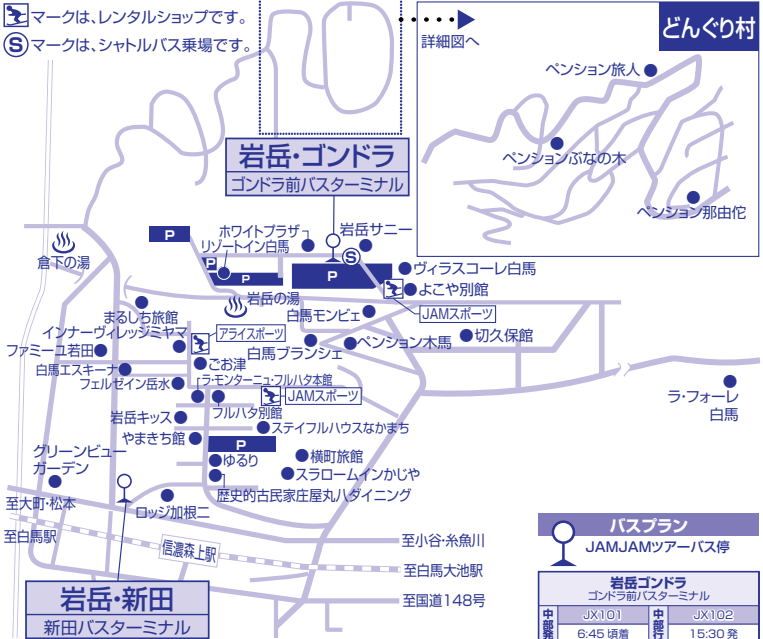 マークは、レンタルショップです。
Sマークは、シャトルバス乗場です。
詳細図へ
どんぐり村
ペンション旅人
ペンションぶなの木
ペンション那由佗
岩岳・ゴンドラ
ゴンドラ前バスターミナル
P
ホワイトプラザ
リゾートイン白馬
岩岳サニー
S
倉下の湯
P
P
P
ヴィラスコーレ白馬
よこや別館
岩岳の湯
JAMスポーツ
まるしち旅館
白馬モンビェ
インナーヴィレッジミヤマ
アライスポーツ
ファミーユ若田
白馬ブランシェ
ペンション木馬
切久保館
ごお津
白馬エスキーナ
フェルゼイン岳水
ラ・モンターニュ・フルハタ本館
JAMスポーツ
ラ・フォーレ
白馬
岩岳キッス
フルハタ別館
ステイフルハウスなかまち
やまきち館
P
グリーンビュー
ガーデン
ゆるり
横町旅館
スラロームインかじや
歴史的古民家庄屋丸八ダイニング
至大町・松本
ロッジ加根二
至白馬駅
信濃森上駅
至小谷・糸魚川
至白馬大池駅
至国道148号
岩岳・新田
新田バスターミナル
バスプラン
JAMJAMツアーバス停
岩岳ゴンドラ
ゴンドラ前バスターミナル
中部発 JX101 中部行 JX102
6:45 頃着 15:30 発